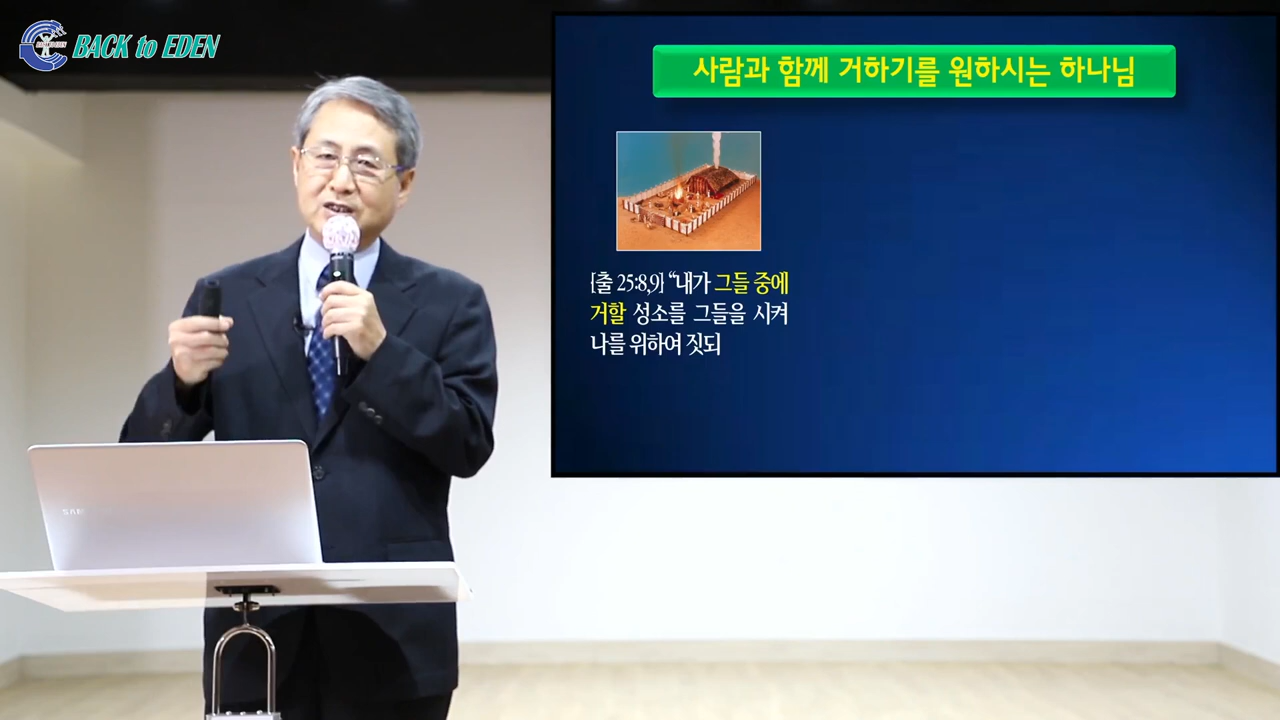 BACK to EDEN
사람과 함께 거하기를 원하시는 하나님
[출 25:8,9] “내가 그들 중에
거할 성소를 그들을 시켜
나를 위하여 짓되